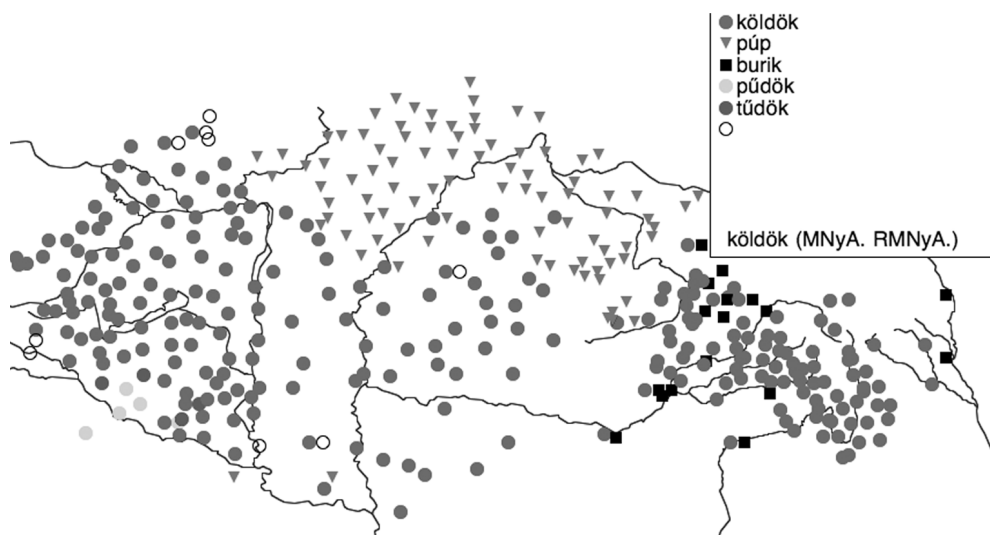 köldök
púp
burik
pűdök
tűdök
köldök (MNyA. RMNyA.)